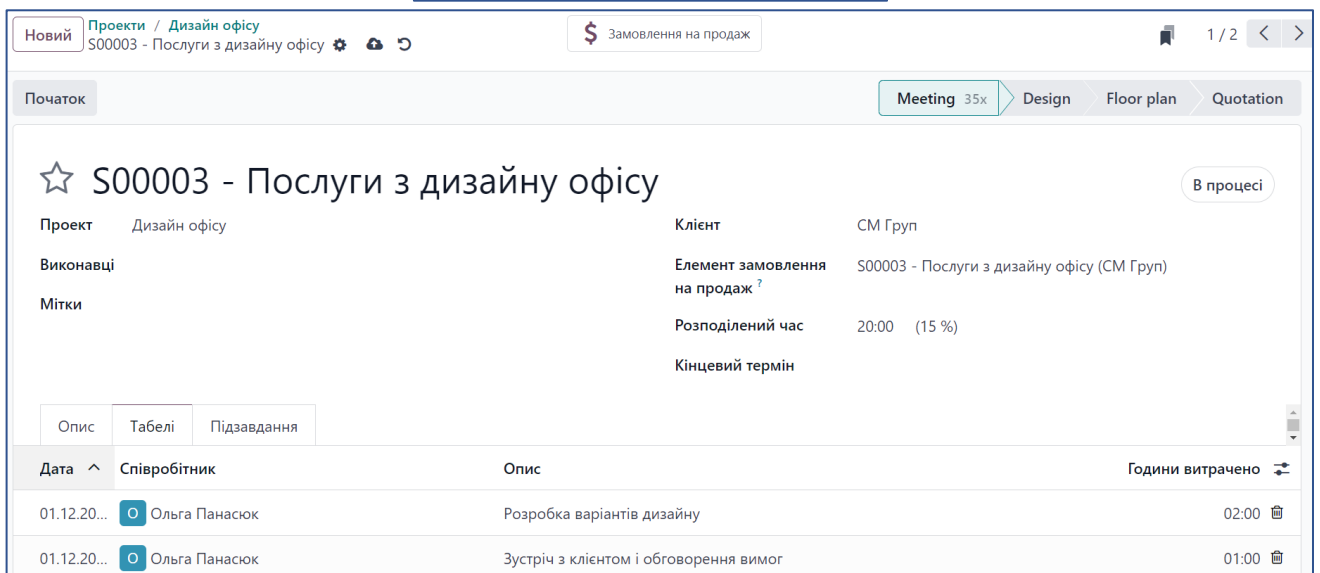 Новий
Проекти / Дизайн офісу
S00003 - Послуги з дизайну офісу
$ Замовлення на продаж
1 / 2
Початок
Meeting 35x
Design
Floor plan
Quotation
S00003 - Послуги з дизайну офісу
В процесі
Проект Дизайн офісу
Клієнт СМ Груп
Виконавці
Елемент замовлення на продаж ? S00003 - Послуги з дизайну офісу (СМ Груп)
Мітки
Розподілений час 20:00 (15 %)
Кінцевий термін
Опис Табелі Підзавдання
Дата Співробітник Опис Години витрачено
01.12.20... О Ольга Панасюк Розробка варіантів дизайну 02:00
01.12.20... О Ольга Панасюк Зустріч з клієнтом і обговорення вимог 01:00